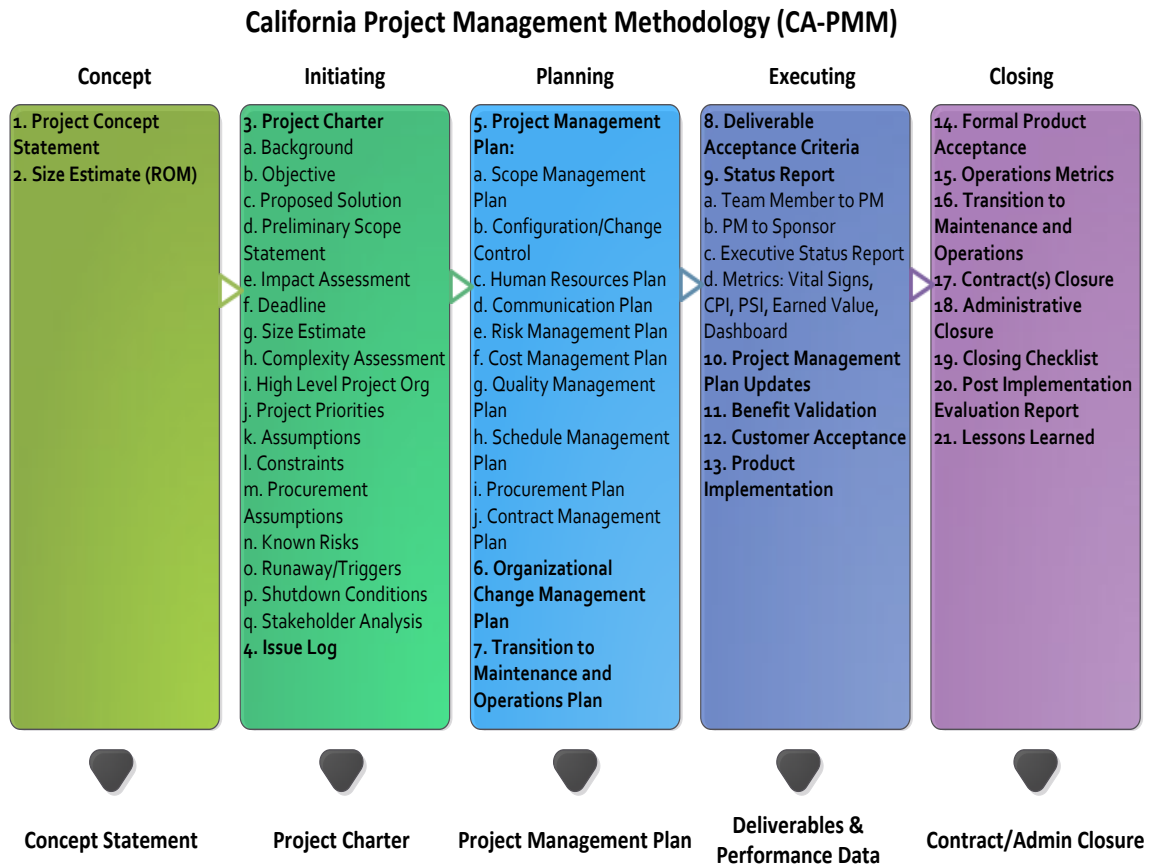 California Project Management Methodology (CA-PMM)
Concept
1. Project Concept
Statement
2. Size Estimate (ROM)
Concept Statement
Initiating
3. Project Charter
a. Background
b. Objective
c. Proposed Solution
d. Preliminary Scope
Statement
e. Impact Assessment
f. Deadline
g. Size Estimate
h. Complexity Assessment
i. High Level Project Org
j. Project Priorities
k. Assumptions
l. Constraints
m. Procurement
Assumptions
n. Known Risks
o. Runaway/Triggers
p. Shutdown Conditions
q. Stakeholder Analysis
4. Issue Log
Project Charter
Planning
5. Project Management
Plan:
a. Scope Management
Plan
b. Configuration/Change
Control
c. Human Resources Plan
d. Communication Plan
e. Risk Management Plan
f. Cost Management Plan
g. Quality Management
Plan
h. Schedule Management
Plan
i. Procurement Plan
j. Contract Management
Plan
6. Organizational
Change Management
Plan
7. Transition to
Maintenance and
Operations Plan
Project Management Plan
Executing
8. Deliverable
Acceptance Criteria
9. Status Report
a. Team Member to PM
b. PM to Sponsor
c. Executive Status Report
d. Metrics: Vital Signs,
CPI, PSI, Earned Value,
Dashboard
10. Project Management
Plan Updates
11. Benefit Validation
12. Customer Acceptance
13. Product
Implementation
Deliverables &
Performance Data
Closing
14. Formal Product
Acceptance
15. Operations Metrics
16. Transition to
Maintenance and
Operations
17. Contract(s) Closure
18. Administrative
Closure
19. Closing Checklist
20. Post Implementation
Evaluation Report
21. Lessons Learned
Contract/Admin Closure